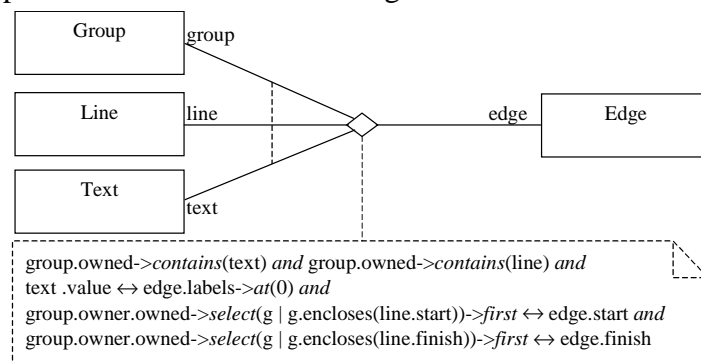 Group
group
Line
line
edge
Edge
Text
text
group.owned->contains(text) and group.owned->contains(line) and
text .value ↔ edge.labels->at(0) and
group.owner.owned->select(g | g.encloses(line.start))->first ↔ edge.start and
group.owner.owned->select(g | g.encloses(line.finish))->first ↔ edge.finish